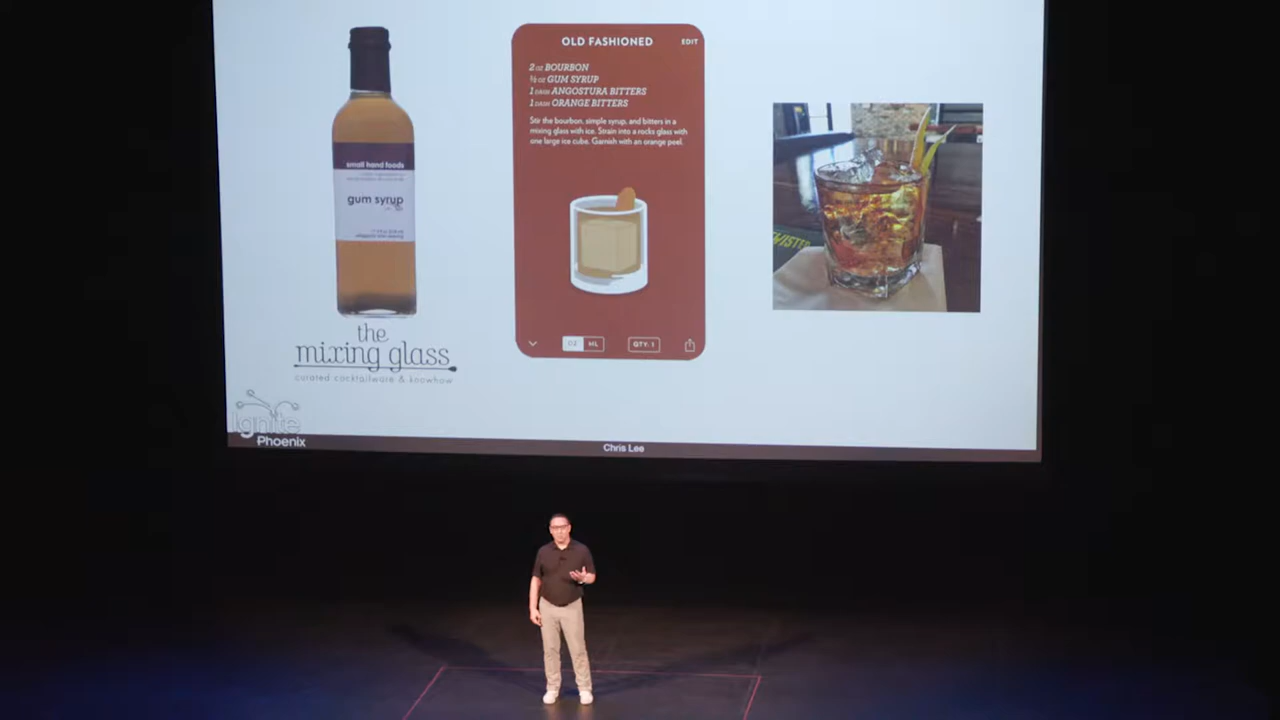 small hand foods
gum syrup
the
mixing glass
curated cocktailware & knowhow
OLD FASHIONED
EDIT
2 OZ BOURBON
½ OZ GUM SYRUP
1 DASH ANGOSTURA BITTERS
1 DASH ORANGE BITTERS
Stir the bourbon, simple syrup, and bitters in a
mixing glass with ice. Strain into a rocks glass with
one large ice cube. Garnish with an orange peel.
OZ ML
QTY: 1
Ignite
Phoenix
Chris Lee